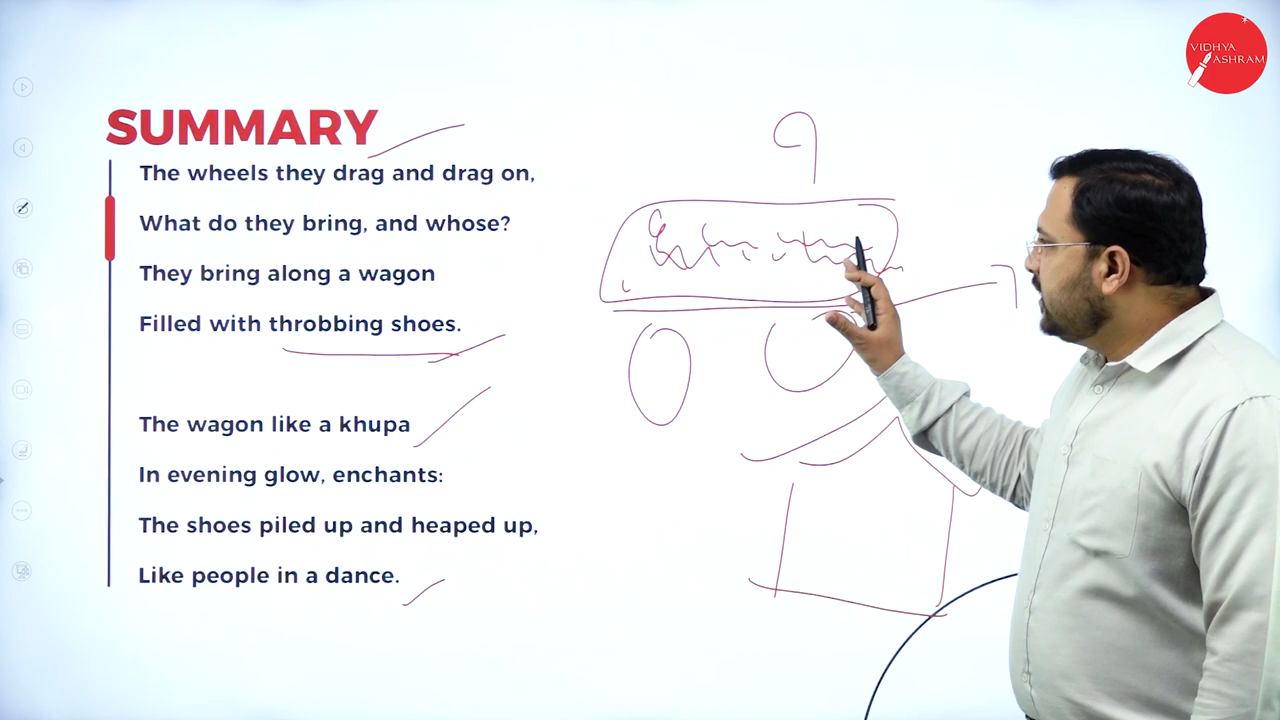 VIDHYA
ASHRAM
SUMMARY
The wheels they drag and drag on,
What do they bring, and whose?
They bring along a wagon
Filled with throbbing shoes.
The wagon like a khupa
In evening glow, enchants:
The shoes piled up and heaped up,
Like people in a dance.